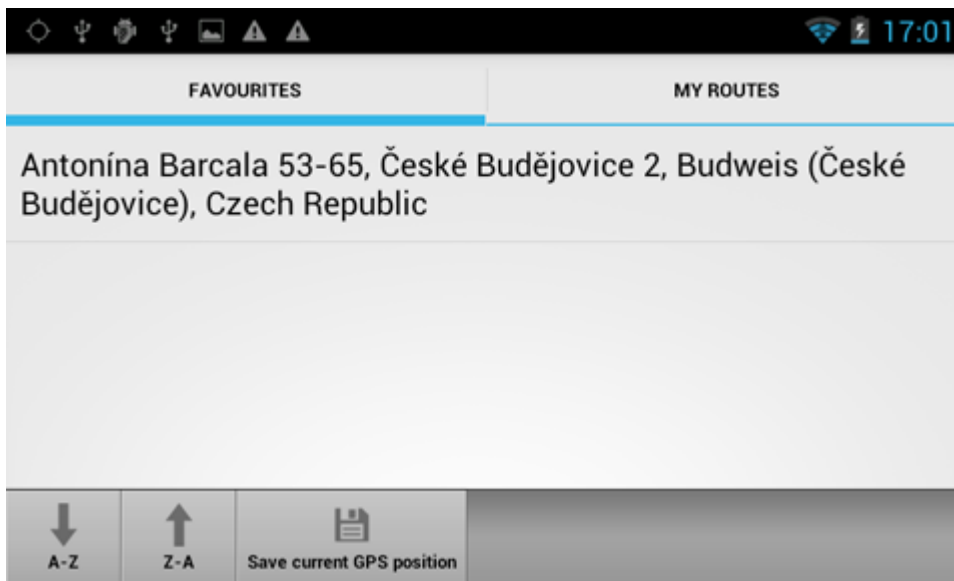 17:01
FAVOURITES
MY ROUTES
Antonína Barcala 53-65, České Budějovice 2, Budweis (České
Budějovice), Czech Republic
A-Z
Z-A
Save current GPS position